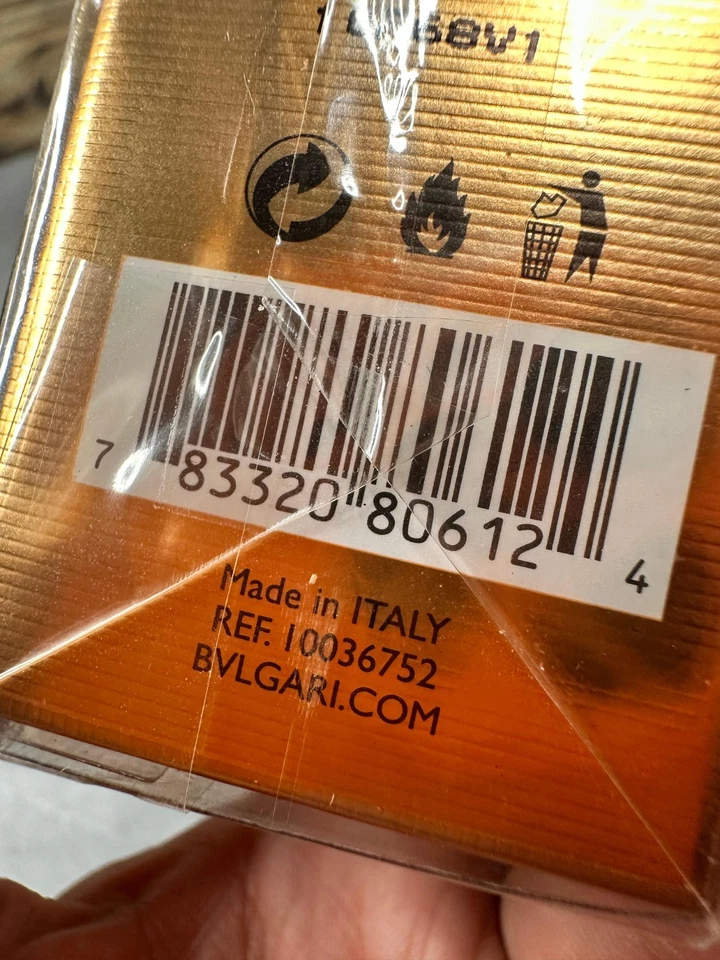 7 83320 80612 4
Made in ITALY
REF. 10036752
BVLGARI.COM